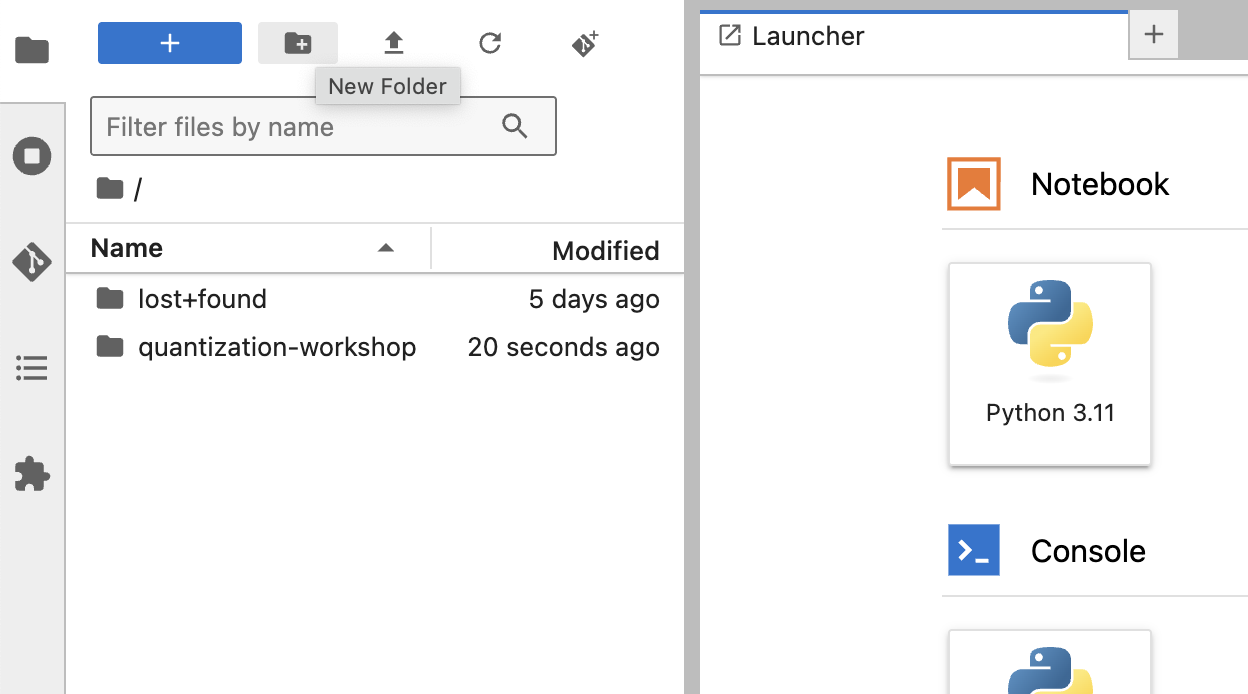 Launcher
New Folder
Filter files by name
/
Name Modified
lost+found 5 days ago
quantization-workshop 20 seconds ago
Notebook
Python 3.11
Console